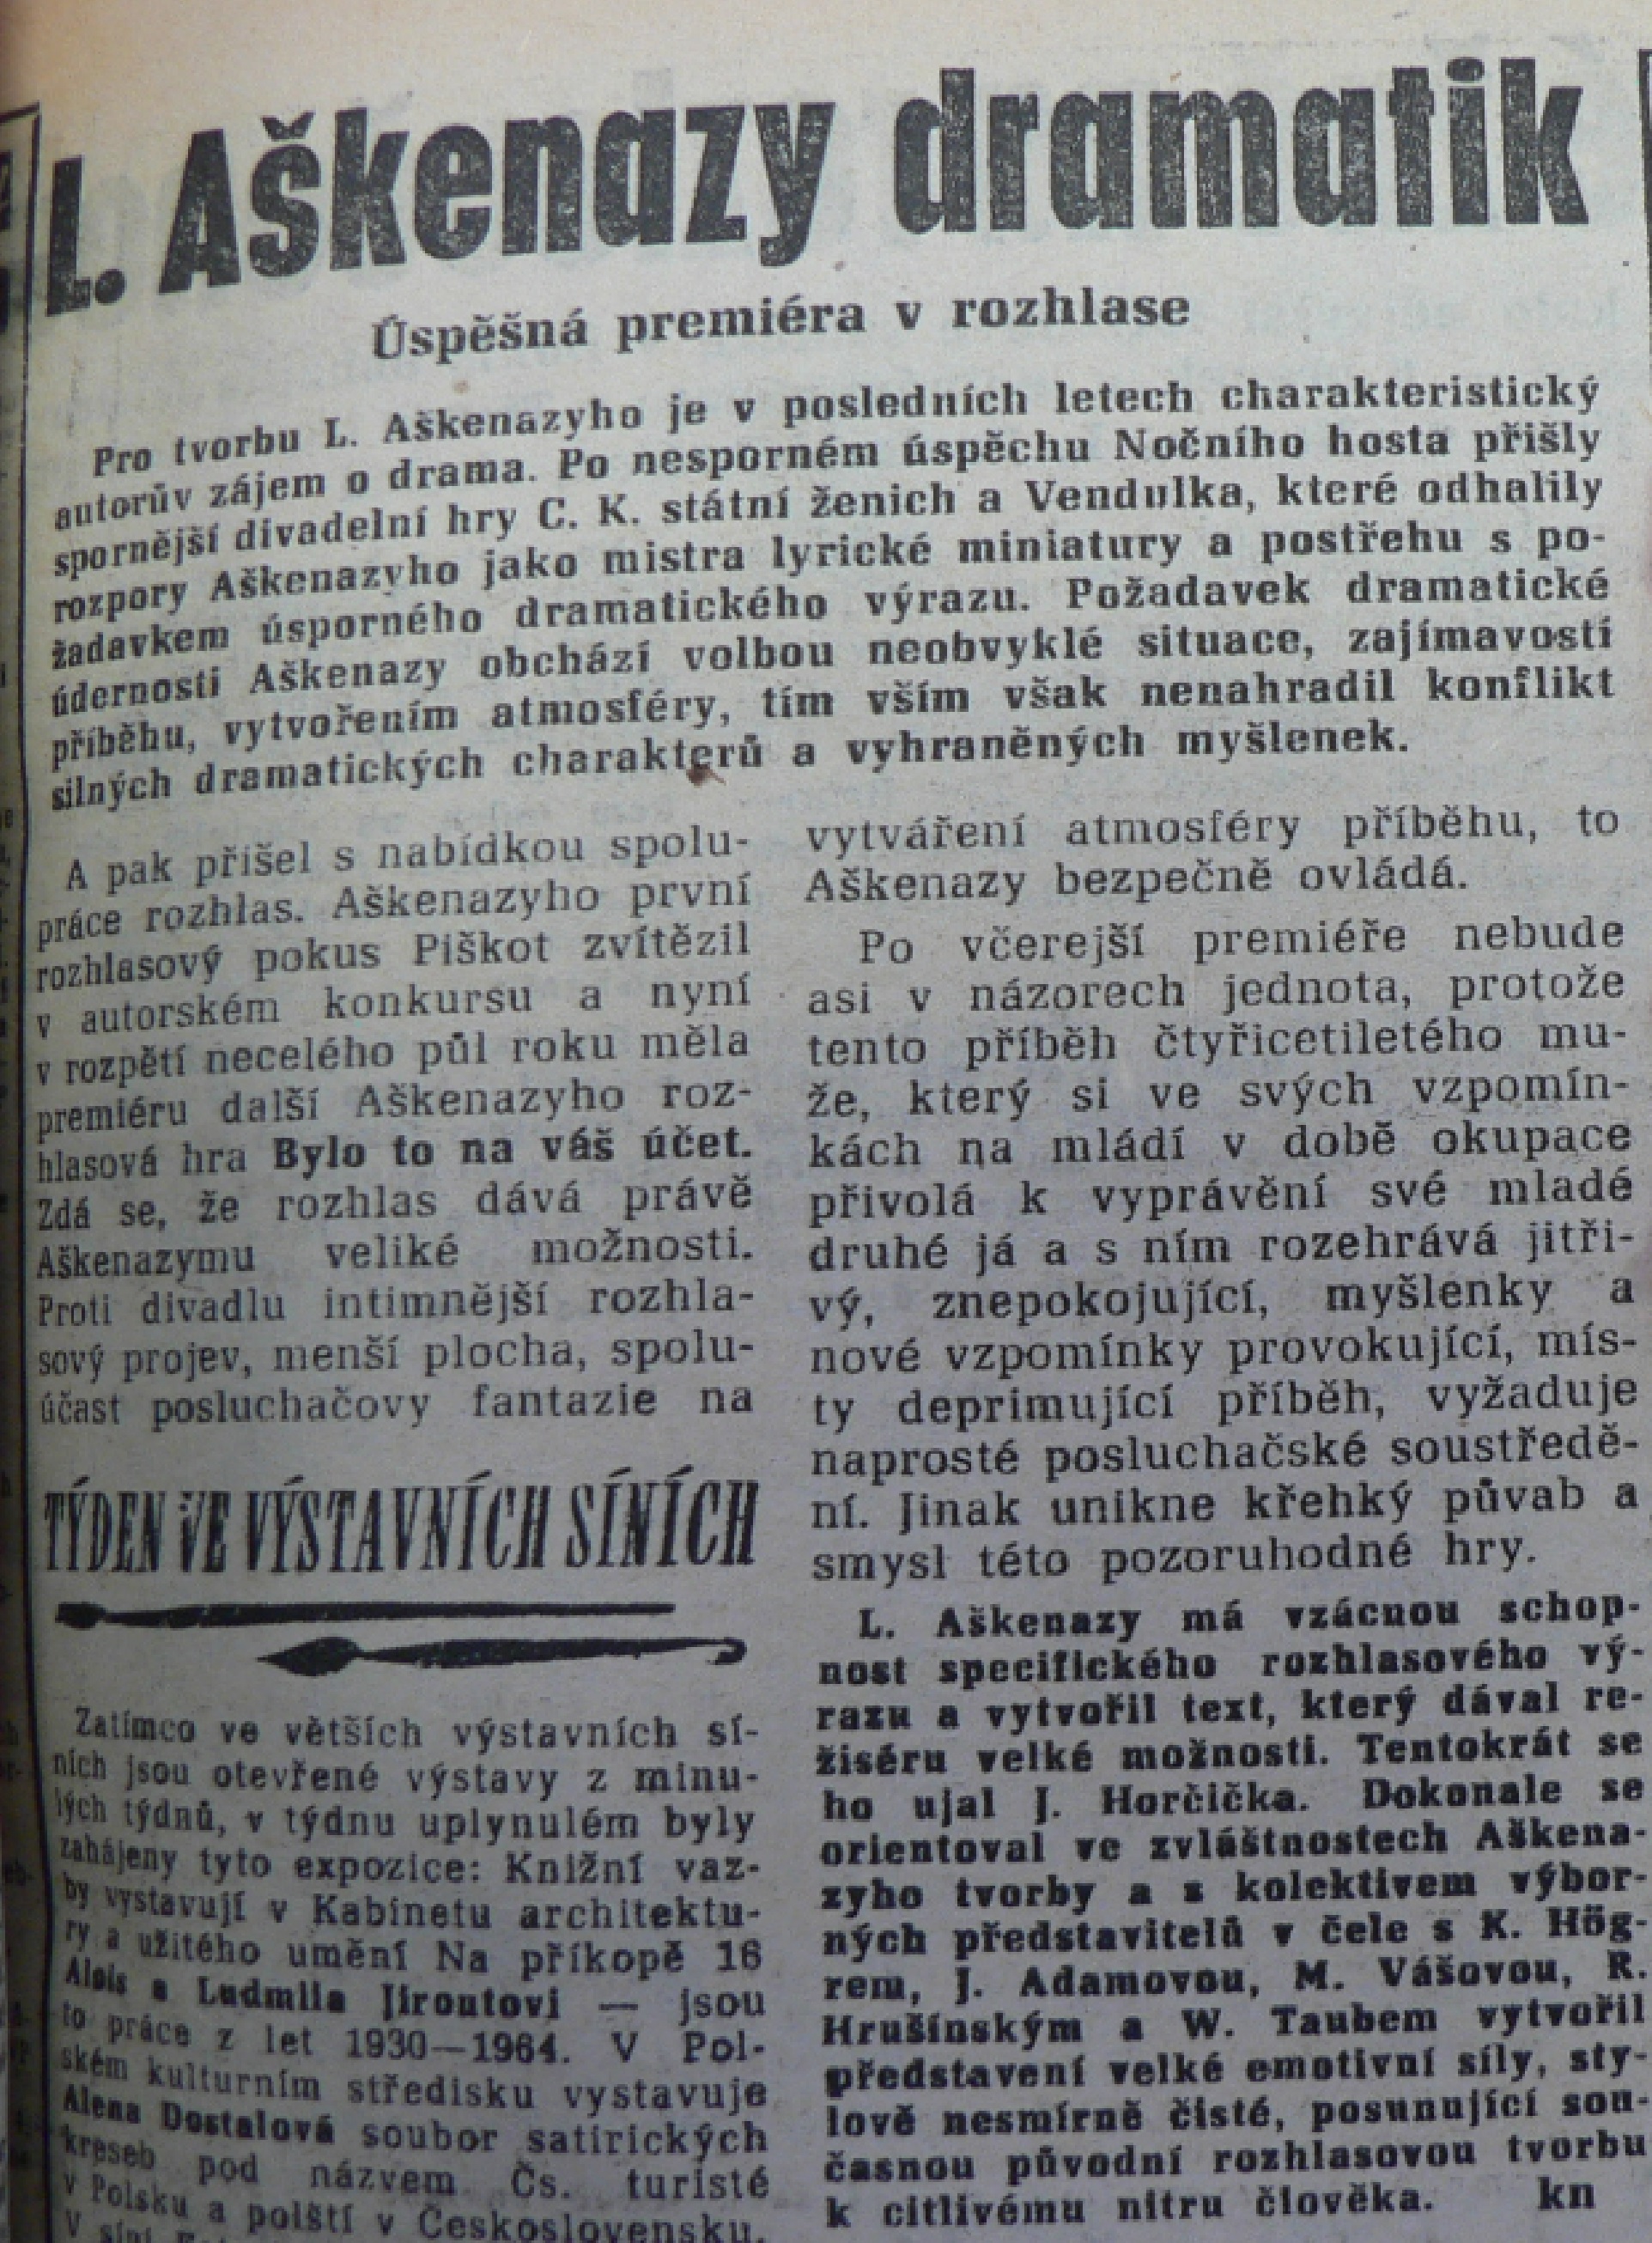 L. Aškenazy dramatik
Úspěšná premiéra v rozhlase
Pro tvorbu L. Aškenazyho je v posledních letech charakteristický
autorův zájem o drama. Po nesporném úspěchu Nočního hosta přišly
spornější divadelní hry C. K. státní ženich a Vendulka, které odhalily
rozpory Aškenazyho jako mistra lyrické miniatury a postřehu s po-
žadavkem úsporného dramatického výrazu. Požadavek dramatické
údernosti Aškenazy obchází volbou neobvyklé situace, zajímavostí
příběhu, vytvořením atmosféry, tím vším však nenahradil konflikt
silných dramatických charakterů a vyhraněných myšlenek.
A pak přišel s nabídkou spolu-
práce rozhlas. Aškenazyho první
rozhlasový pokus Piškot zvítězil
v autorském konkursu a nyní
v rozpětí necelého půl roku měla
premiéru další Aškenazyho roz-
hlasová hra Bylo to na váš účet.
Zdá se, že rozhlas dává právě
Aškenazymu veliké možnosti.
Proti divadlu intimnější rozhla-
sový projev, menší plocha, spolu-
účast posluchačovy fantazie na
vytváření atmosféry příběhu, to
Aškenazy bezpečně ovládá.
Po včerejší premiéře nebude
asi v názorech jednota, protože
tento příběh čtyřicetiletého mu-
že, který si ve svých vzpomín-
kách na mládí v době okupace
přivolá k vyprávění své mladé
druhé já a s ním rozehrává jitři-
vý, znepokojující, myšlenky a
nové vzpomínky provokující, mís-
ty deprimující příběh, vyžaduje
naprosté posluchačské soustředě-
ní. Jinak unikne křehký půvab a
smysl této pozoruhodné hry.
L. Aškenazy má vzácnou schop-
nost specifického rozhlasového vý-
razu a vytvořil text, který dával re-
žiséru velké možnosti. Tentokrát se
ho ujal J. Horčička. Dokonale se
orientoval ve zvláštnostech Aškena-
zyho tvorby a s kolektivem výbor-
ných představitelů v čele s K. Hög-
rem, J. Adamovou, M. Vášovou, R.
Hrušínským a W. Taubem vytvořil
představení velké emotivní síly, sty-
lově nesmírně čisté, posunující sou-
časnou původní rozhlasovou tvorbu
k citlivému nitru člověka. kn
TÝDEN VE VÝSTAVNÍCH SÍNÍCH
Zatímco ve větších výstavních sí-
ních jsou otevřené výstavy z minu-
lých týdnů, v týdnu uplynulém byly
zahájeny tyto expozice: Knižní vaz-
by vystavují v Kabinetu architektu-
ry a užitého umění Na příkopě 16
Alois a Ludmila Jiroutovi — jsou
to práce z let 1930—1964. V Pol-
ském kulturním středisku vystavuje
Alena Dostalová soubor satirických
kreseb pod názvem Čs. turisté
v Polsku a polští v Československu.
V síni